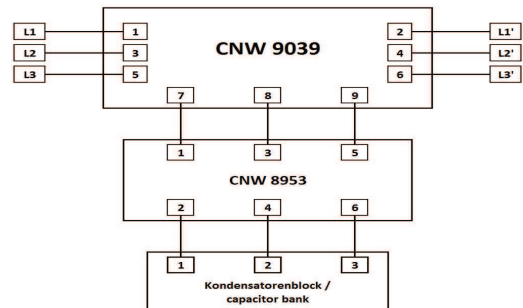 L1 1 2 L1'
L2 3 CNW 9039 4 L2'
L3 5 6 L3'
7 8 9
1 3 5
CNW 8953
2 4 6
1 2 3
Kondensatorenblock /
capacitor bank